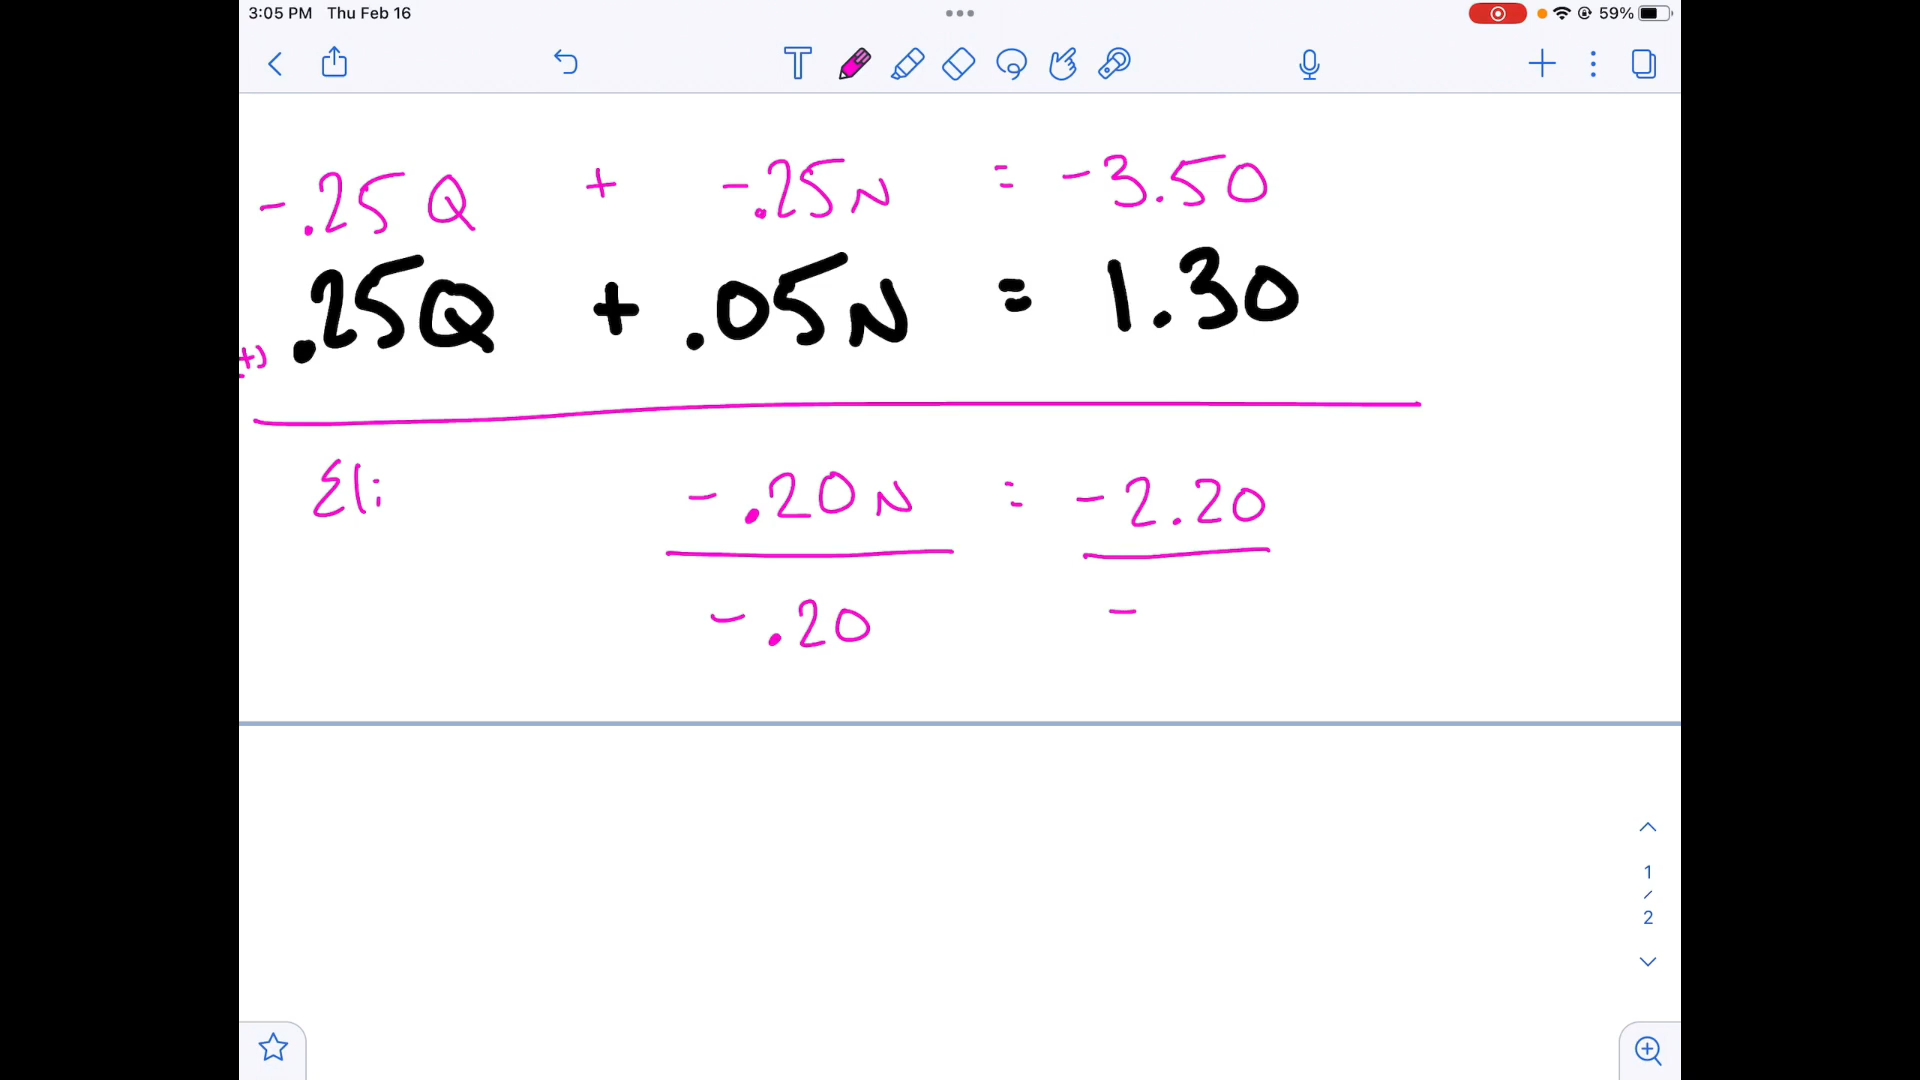 3:05 PM Thu Feb 16
59%
T
-.25Q + -.25N = -3.50
.25Q + .05N = 1.30
(+)
Eli -.20N = -2.20
-.20 -
1
/
2